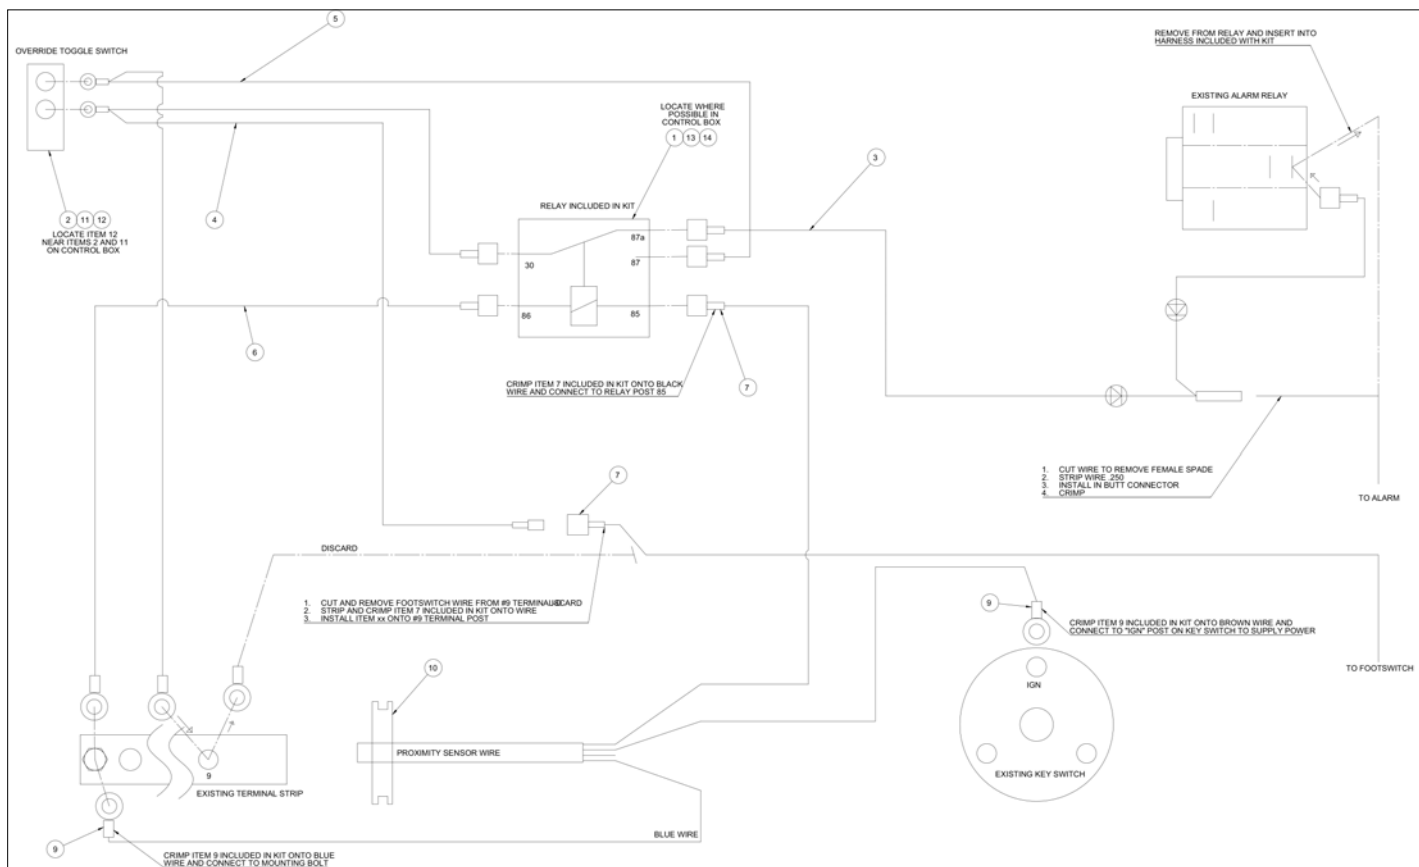 5
OVERRIDE TOGGLE SWITCH
REMOVE FROM RELAY AND INSERT INTO
HARNESS INCLUDED WITH KIT
EXISTING ALARM RELAY
LOCATE WHERE
POSSIBLE IN
CONTROL BOX
1 13 14
3
4
2 11 12
LOCATE ITEM 12
NEAR ITEMS 2 AND 11
ON CONTROL BOX
RELAY INCLUDED IN KIT
87a
30
87
86
85
6
CRIMP ITEM 7 INCLUDED IN KIT ONTO BLACK
WIRE AND CONNECT TO RELAY POST 85
7
1. CUT WIRE TO REMOVE FEMALE SPADE
2. STRIP WIRE .250
3. INSTALL IN BUTT CONNECTOR
4. CRIMP
TO ALARM
7
DISCARD
1. CUT AND REMOVE FOOTSWITCH WIRE FROM #9 TERMINAL
2. STRIP AND CRIMP ITEM 7 INCLUDED IN KIT ONTO WIRE
3. INSTALL ITEM xx ONTO #9 TERMINAL POST
9
CRIMP ITEM 9 INCLUDED IN KIT ONTO BROWN WIRE AND
CONNECT TO "IGN" POST ON KEY SWITCH TO SUPPLY POWER
TO FOOTSWITCH
10
IGN
PROXIMITY SENSOR WIRE
9
EXISTING KEY SWITCH
EXISTING TERMINAL STRIP
BLUE WIRE
9
CRIMP ITEM 9 INCLUDED IN KIT ONTO BLUE
WIRE AND CONNECT TO MOUNTING BOLT